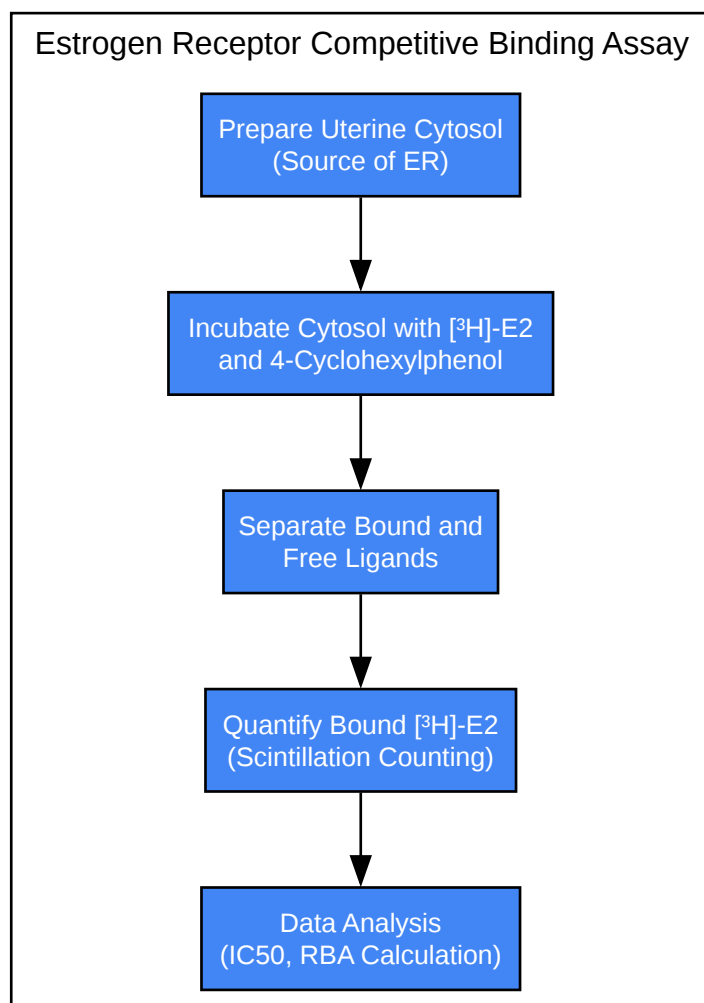 Estrogen Receptor Competitive Binding Assay
Prepare Uterine Cytosol
(Source of ER)
Incubate Cytosol with [³H]-E2
and 4-Cyclohexylphenol
Separate Bound and
Free Ligands
Quantify Bound [³H]-E2
(Scintillation Counting)
Data Analysis
(IC50, RBA Calculation)